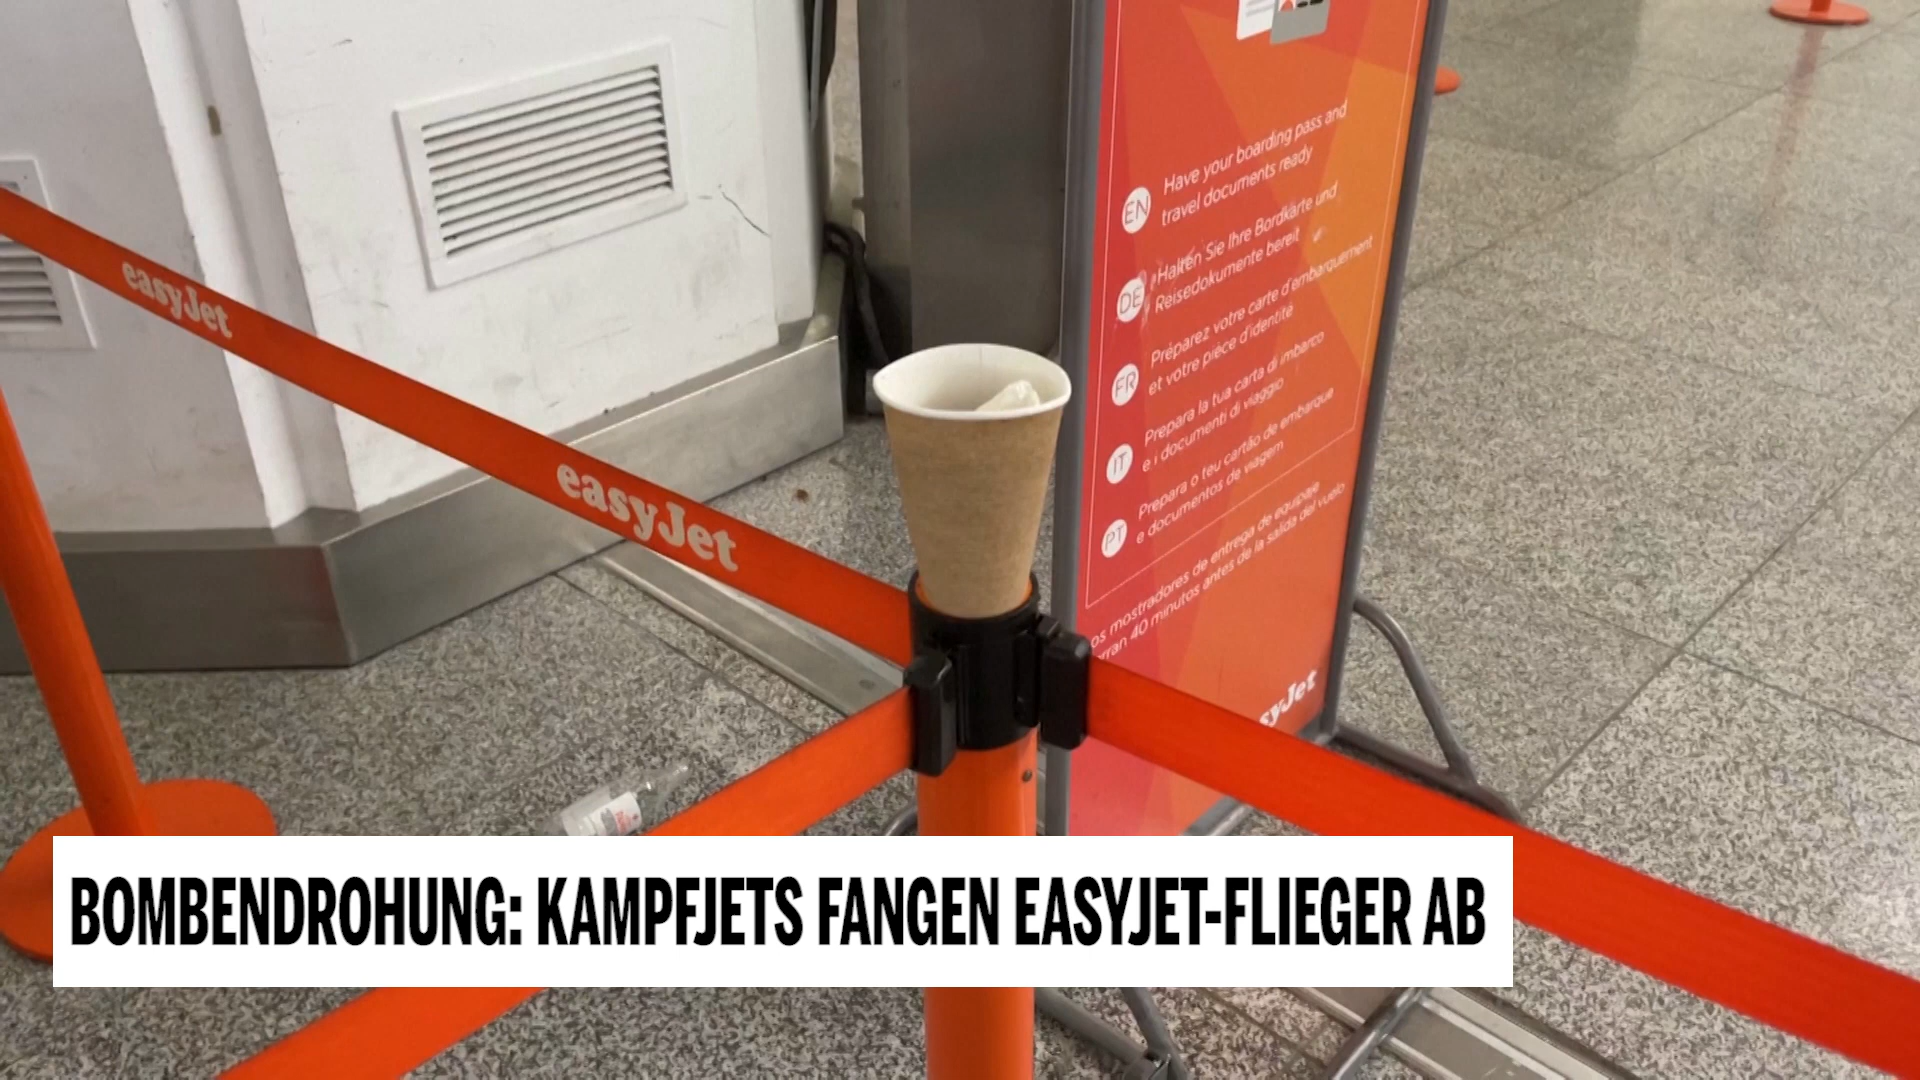 easyJet
easyJet
EN
Have your boarding pass and
travel documents ready
DE
Halten Sie Ihre Bordkarte und
Reisedokumente bereit
FR
Préparez votre carte d'embarquement
et votre pièce d'identité
IT
Prepara la tua carta di imbarco
e i documenti di viaggio
PT
Prepara o teu cartão de embarque
e documentos de viagem
os mostradores de entrega de equipaje
rran 40 minutos antes de la salida del vuelo
syJet
BOMBENDROHUNG: KAMPFJETS FANGEN EASYJET-FLIEGER AB